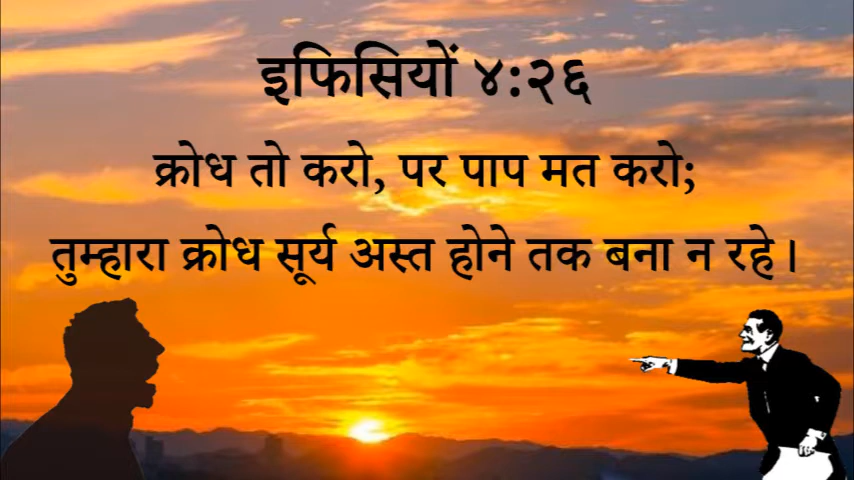 इफिसियों ४:२६
क्रोध तो करो, पर पाप मत करो;
तुम्हारा क्रोध सूर्य अस्त होने तक बना न रहे।